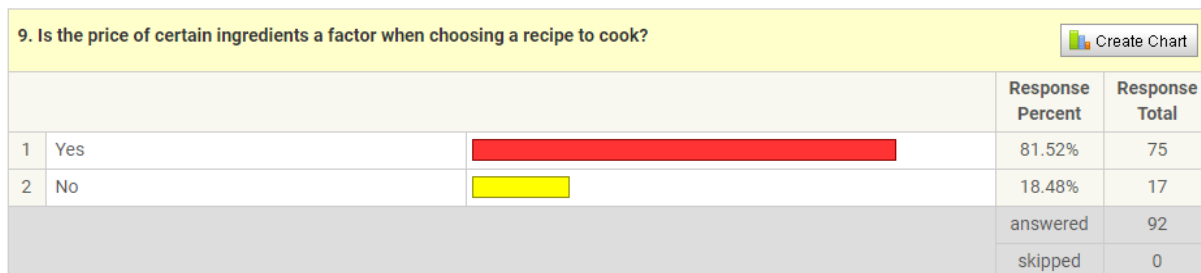 9. Is the price of certain ingredients a factor when choosing a recipe to cook?
Create Chart
Response Percent
Response Total
1 Yes 81.52% 75
2 No 18.48% 17
answered 92
skipped 0